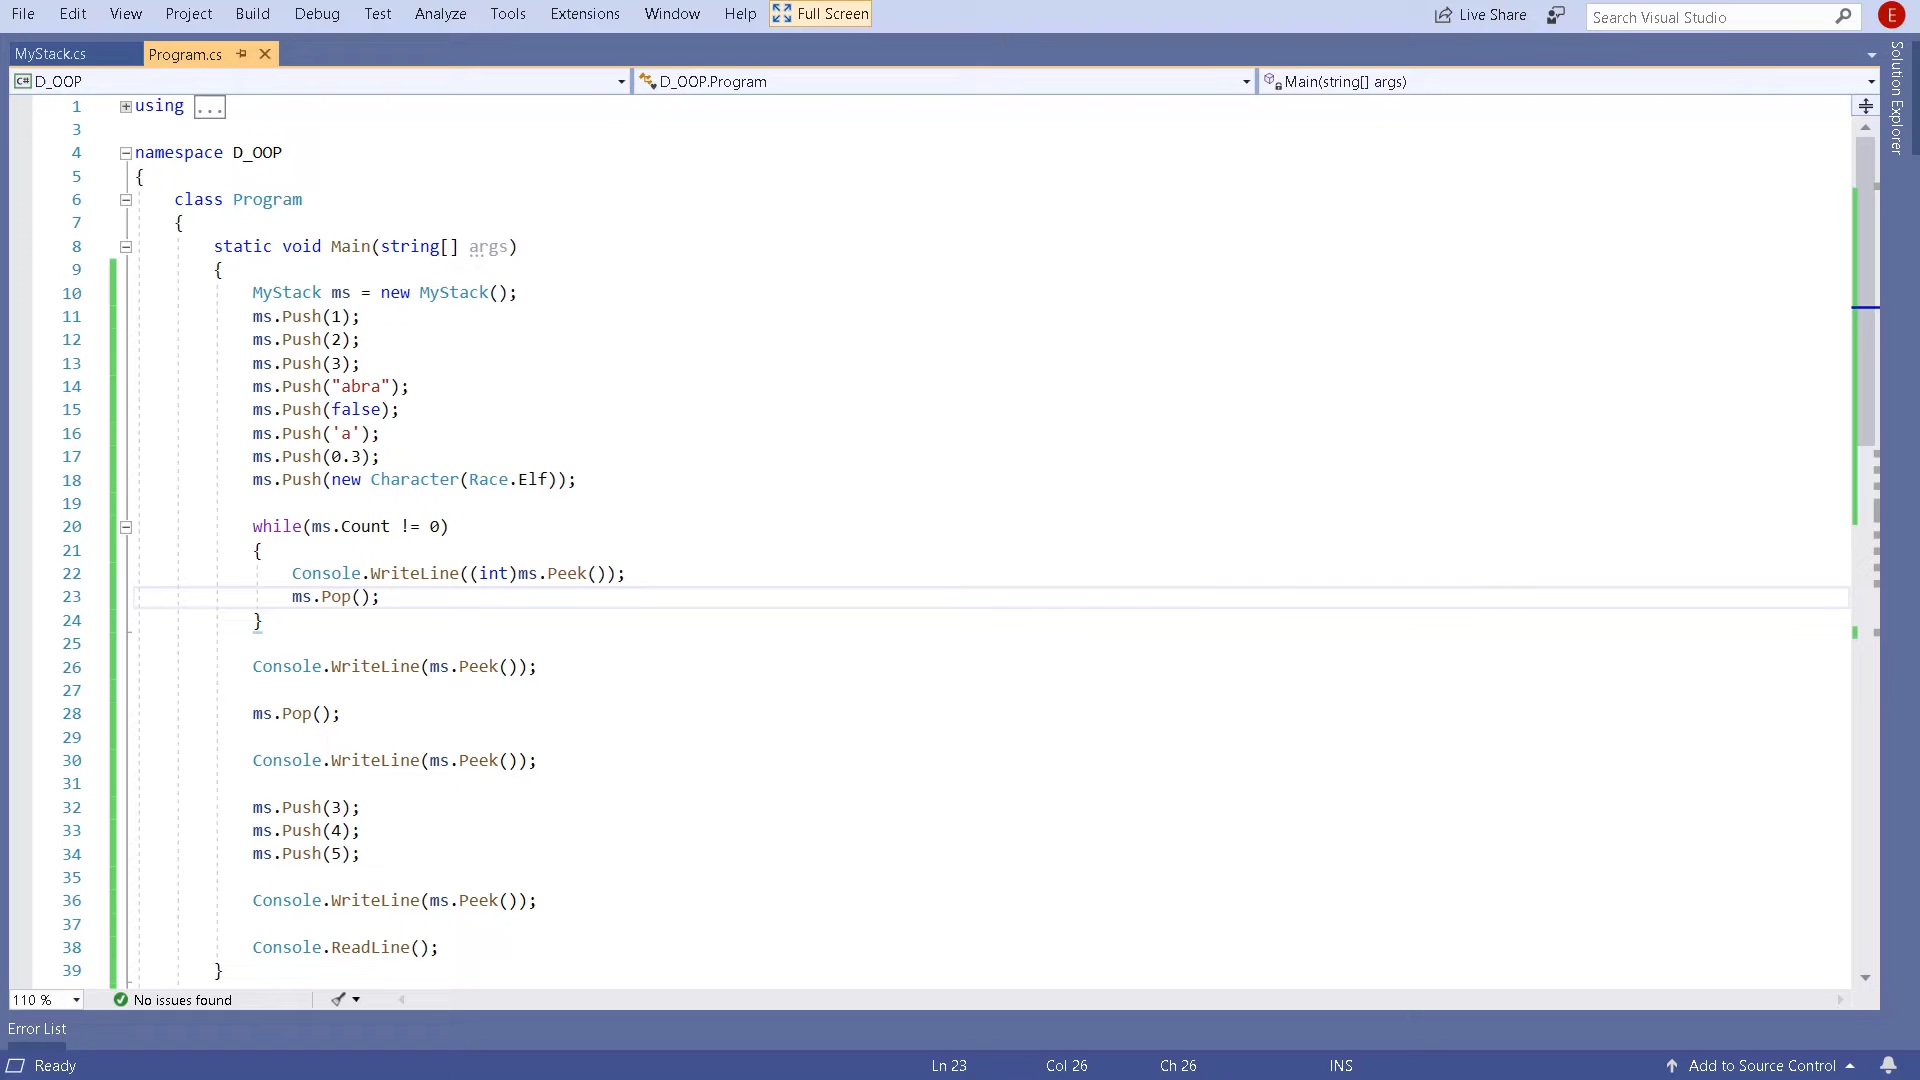 File Edit View Project Build Debug Test Analyze Tools Extensions Window Help Full Screen Live Share Search Visual Studio E
MyStack.cs Program.cs
D_OOP D_OOP.Program Main(string[] args)
Solution Explorer
1 using ...
3
4 namespace D_OOP
5 {
6 class Program
7 {
8 static void Main(string[] args)
9 {
10 MyStack ms = new MyStack();
11 ms.Push(1);
12 ms.Push(2);
13 ms.Push(3);
14 ms.Push("abra");
15 ms.Push(false);
16 ms.Push('a');
17 ms.Push(0.3);
18 ms.Push(new Character(Race.Elf));
19
20 while(ms.Count != 0)
21 {
22 Console.WriteLine((int)ms.Peek());
23 ms.Pop();
24 }
25
26 Console.WriteLine(ms.Peek());
27
28 ms.Pop();
29
30 Console.WriteLine(ms.Peek());
31
32 ms.Push(3);
33 ms.Push(4);
34 ms.Push(5);
35
36 Console.WriteLine(ms.Peek());
37
38 Console.ReadLine();
39 }
110 % No issues found
Error List
Ready Ln 23 Col 26 Ch 26 INS Add to Source Control